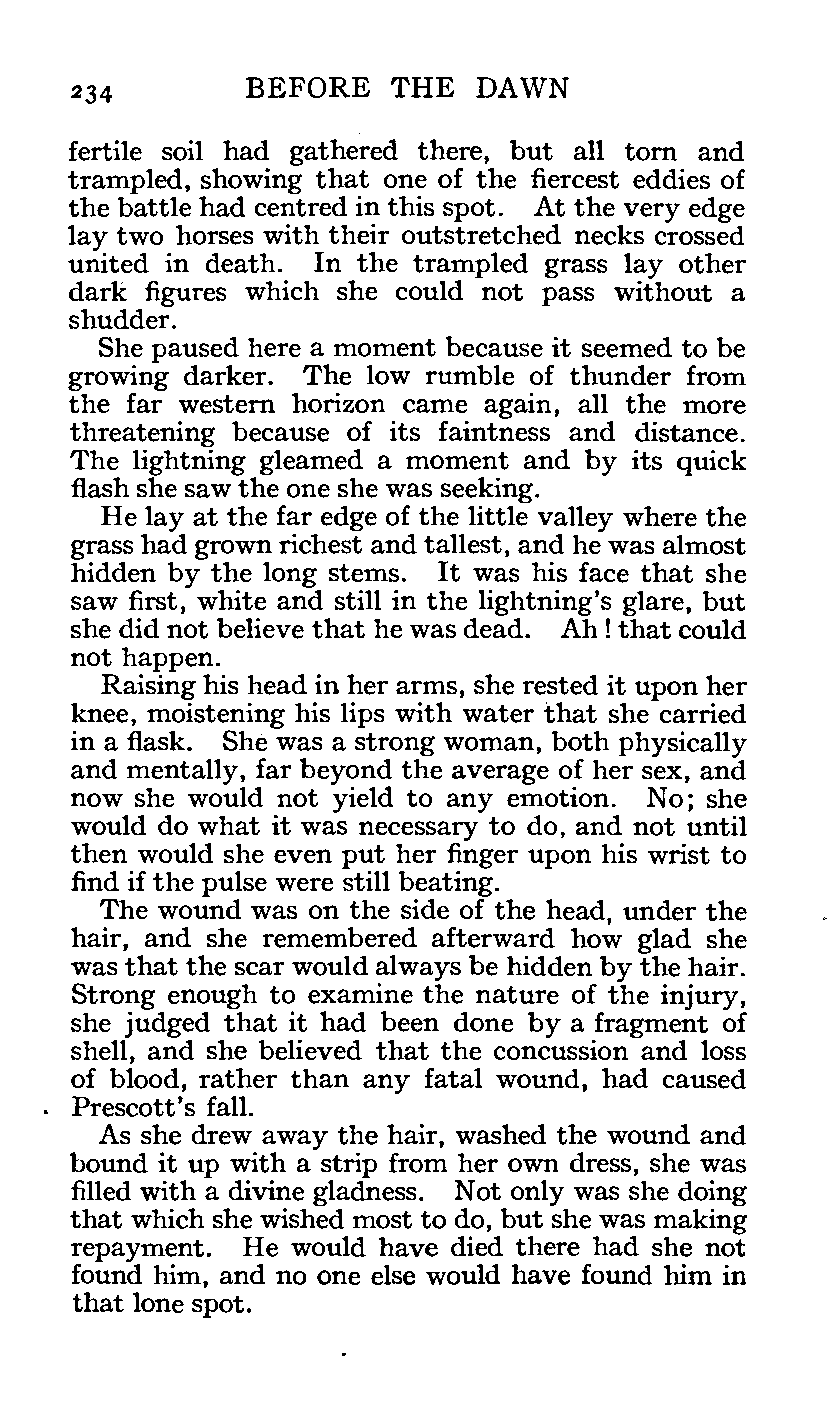 234 BEFORE THE DAWN
fertile soil had gathered there, but all torn and
trampled, showing that one of the fiercest eddies of
the battle had centred in this spot. At the very edge
lay two horses with their outstretched necks crossed
united in death. In the trampled grass lay other
dark figures which she could not pass without a
shudder.
She paused here a moment because it seemed to be
growing darker. The low rumble of thunder from
the far western horizon came again, all the more
threatening because of its faintness and distance.
The lightning gleamed a moment and by its quick
flash she saw the one she was seeking.
He lay at the far edge of the little valley where the
grass had grown richest and tallest, and he was almost
hidden by the long stems. It was his face that she
saw first, white and still in the lightning's glare, but
she did not believe that he was dead. Ah ! that could
not happen.
Raising his head in her arms, she rested it upon her
knee, moistening his lips with water that she carried
in a flask. She was a strong woman, both physically
and mentally, far beyond the average of her sex, and
now she would not yield to any emotion. No; she
would do what it was necessary to do, and not until
then would she even put her finger upon his wrist to
find if the pulse were still beating.
The wound was on the side of the head, under the
hair, and she remembered afterward how glad she
was that the scar would always be hidden by the hair.
Strong enough to examine the nature of the injury,
she judged that it had been done by a fragment of
shell, and she believed that the concussion and loss
of blood, rather than any fatal wound, had caused
Prescott's fall.
As she drew away the hair, washed the wound and
bound it up with a strip from her own dress, she was
filled with a divine gladness. Not only was she doing
that which she wished most to do, but she was making
repayment. He would have died there had she not
found him, and no one else would have found him in
that lone spot.